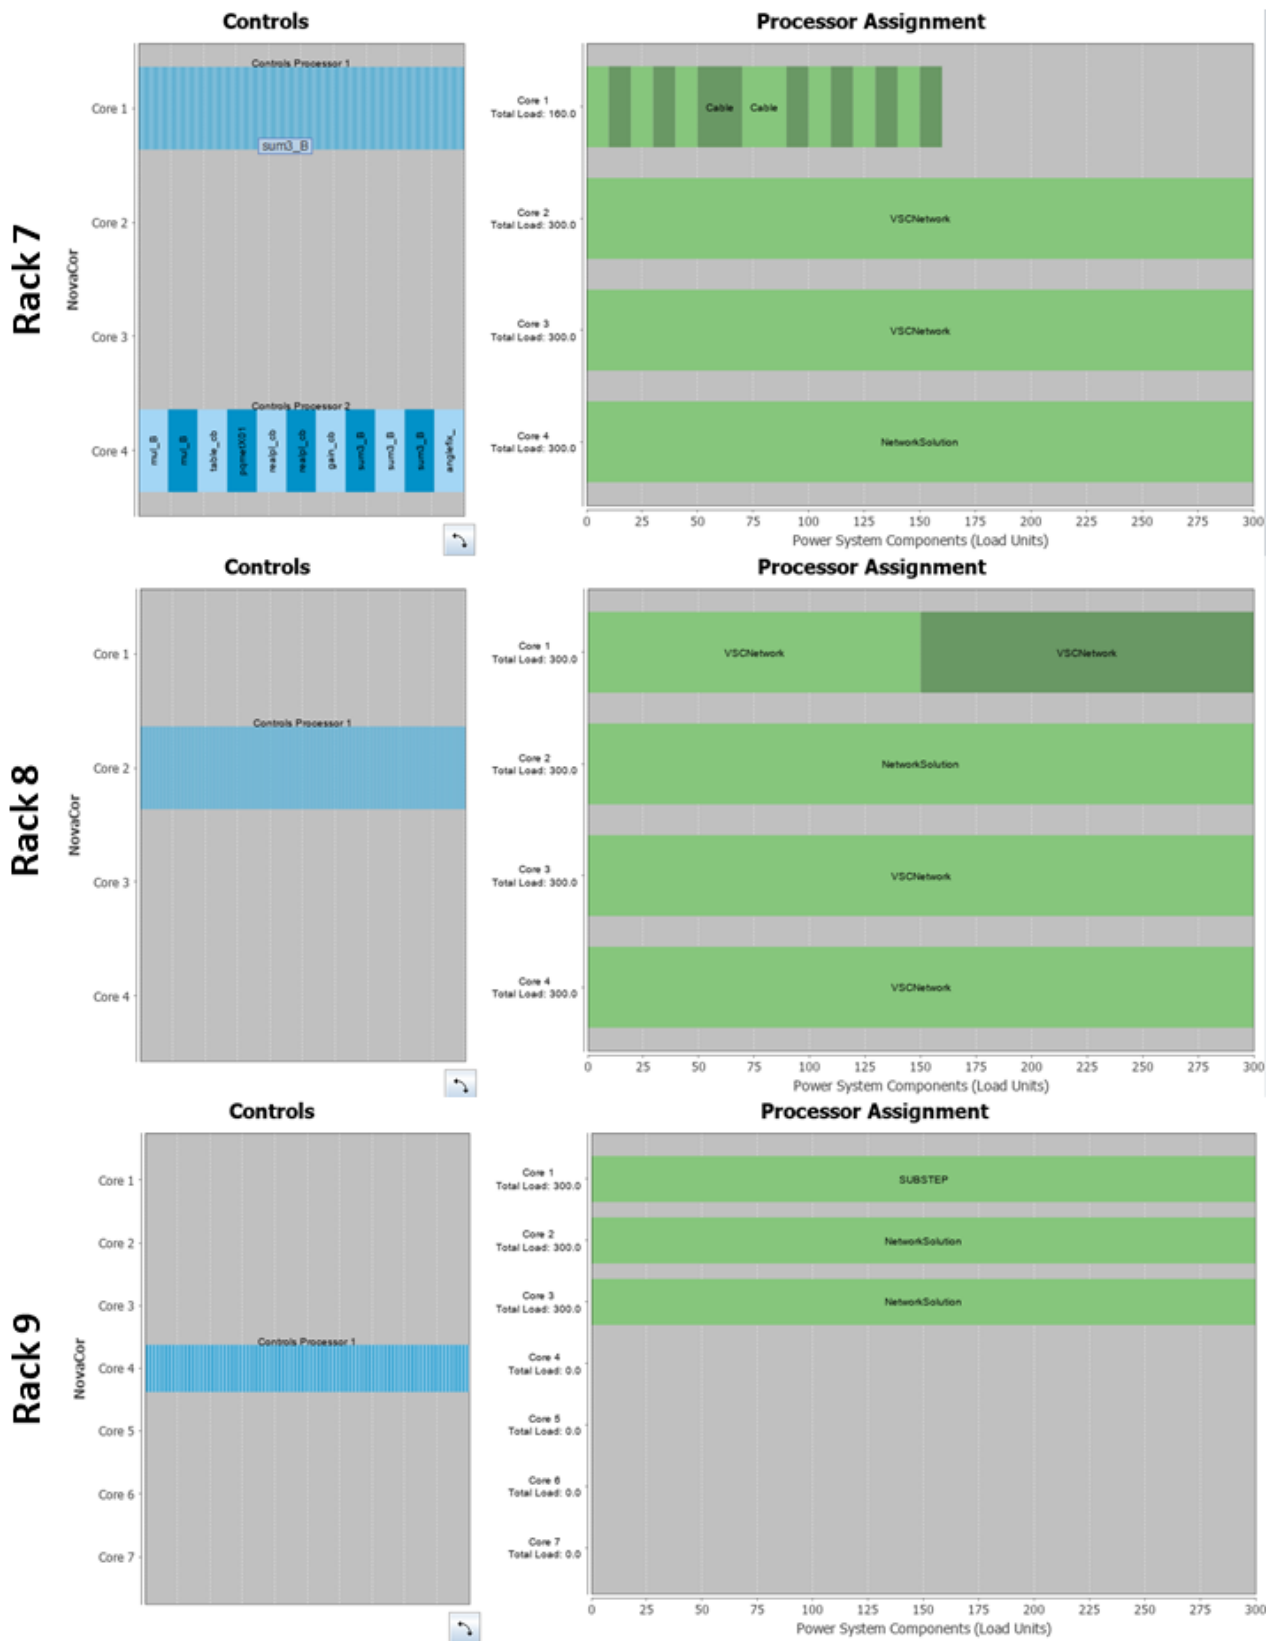 Controls
Processor Assignment
Rack 7
NovaCor
Controls Processor 1
Core 1
sum3_B
Core 2
Core 3
Controls Processor 2
Core 4
mul_B
mul_B
table_cb
pqmetX01
realpl_cb
realpl_cb
gain_cb
sum3_B
sum3_B
sum3_B
anglefix_
Core 1
Total Load: 160.0
Cable
Cable
Core 2
Total Load: 300.0
VSCNetwork
Core 3
Total Load: 300.0
VSCNetwork
Core 4
Total Load: 300.0
NetworkSolution
0 25 50 75 100 125 150 175 200 225 250 275 300
Power System Components (Load Units)
Controls
Processor Assignment
Rack 8
NovaCor
Core 1
Controls Processor 1
Core 2
Core 3
Core 4
Core 1
Total Load: 300.0
VSCNetwork
VSCNetwork
Core 2
Total Load: 300.0
NetworkSolution
Core 3
Total Load: 300.0
VSCNetwork
Core 4
Total Load: 300.0
VSCNetwork
0 25 50 75 100 125 150 175 200 225 250 275 300
Power System Components (Load Units)
Controls
Processor Assignment
Rack 9
NovaCor
Core 1
Core 2
Core 3
Controls Processor 1
Core 4
Core 5
Core 6
Core 7
Core 1
Total Load: 300.0
SUBSTEP
Core 2
Total Load: 300.0
NetworkSolution
Core 3
Total Load: 300.0
NetworkSolution
Core 4
Total Load: 0.0
Core 5
Total Load: 0.0
Core 6
Total Load: 0.0
Core 7
Total Load: 0.0
0 25 50 75 100 125 150 175 200 225 250 275 300
Power System Components (Load Units)